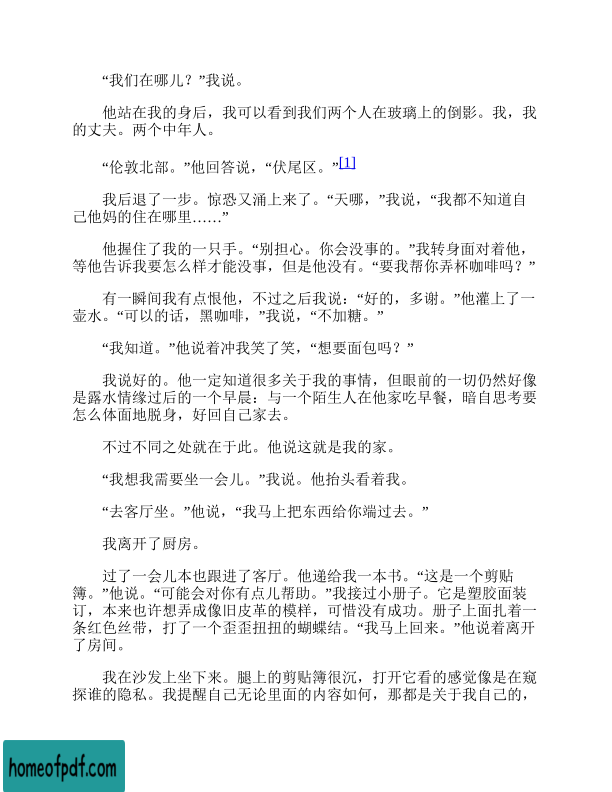 “我们在哪儿？”我说。
他站在我的身后，我可以看到我们两个人在玻璃上的倒影。我，我
的丈夫。两个中年人。
“伦敦北部。”他回答说，“伏尾区。”[1]
我后退了一步。惊恐又涌上来了。“天哪，”我说，“我都不知道自
己他妈的住在哪里……”
他握住了我的一只手。“别担心。你会没事的。”我转身面对着他，
等他告诉我要怎么样才能没事，但是他没有。“要我帮你弄杯咖啡吗？”
有一瞬间我有点恨他，不过之后我说：“好的，多谢。”他灌上了一
壶水。“可以的话，黑咖啡，”我说，“不加糖。”
“我知道。”他说着冲我笑了笑，“想要面包吗？”
我说好的。他一定知道很多关于我的事情，但眼前的一切仍然好像
是露水情缘过后的一个早晨：与一个陌生人在他家吃早餐，暗自思考要
怎么体面地脱身，好回自己家去。
不过不同之处就在于此。他说这就是我的家。
“我想我需要坐一会儿。”我说。他抬头看着我。
“去客厅坐。”他说，“我马上把东西给你端过去。”
我离开了厨房。
过了一会儿本也跟进了客厅。他递给我一本书。“这是一个剪贴
簿。”他说。“可能会对你有点儿帮助。”我接过小册子。它是塑胶面装
订，本来也许想弄成像旧皮革的模样，可惜没有成功。册子上面扎着一
条红色丝带，打了一个歪歪扭扭的蝴蝶结。“我马上回来。”他说着离开
了房间。
我在沙发上坐下来。腿上的剪贴簿很沉，打开它看的感觉像是在窥
探谁的隐私。我提醒自己无论里面的内容如何，那都是关于我自己的，
homeofpdf.com